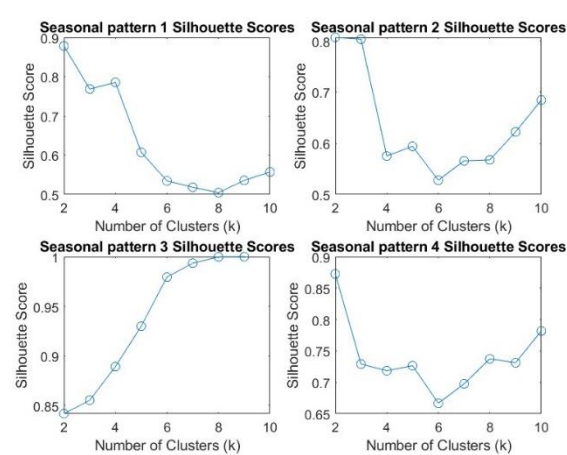 Seasonal pattern 1 Silhouette Scores
0.9
0.8
0.7
0.6
0.5
Silhouette Score
2 4 6 8 10
Number of Clusters (k)
Seasonal pattern 2 Silhouette Scores
0.8
0.7
0.6
0.5
Silhouette Score
2 4 6 8 10
Number of Clusters (k)
Seasonal pattern 3 Silhouette Scores
1
0.95
0.9
0.85
Silhouette Score
2 4 6 8 10
Number of Clusters (k)
Seasonal pattern 4 Silhouette Scores
0.9
0.85
0.8
0.75
0.7
0.65
Silhouette Score
2 4 6 8 10
Number of Clusters (k)